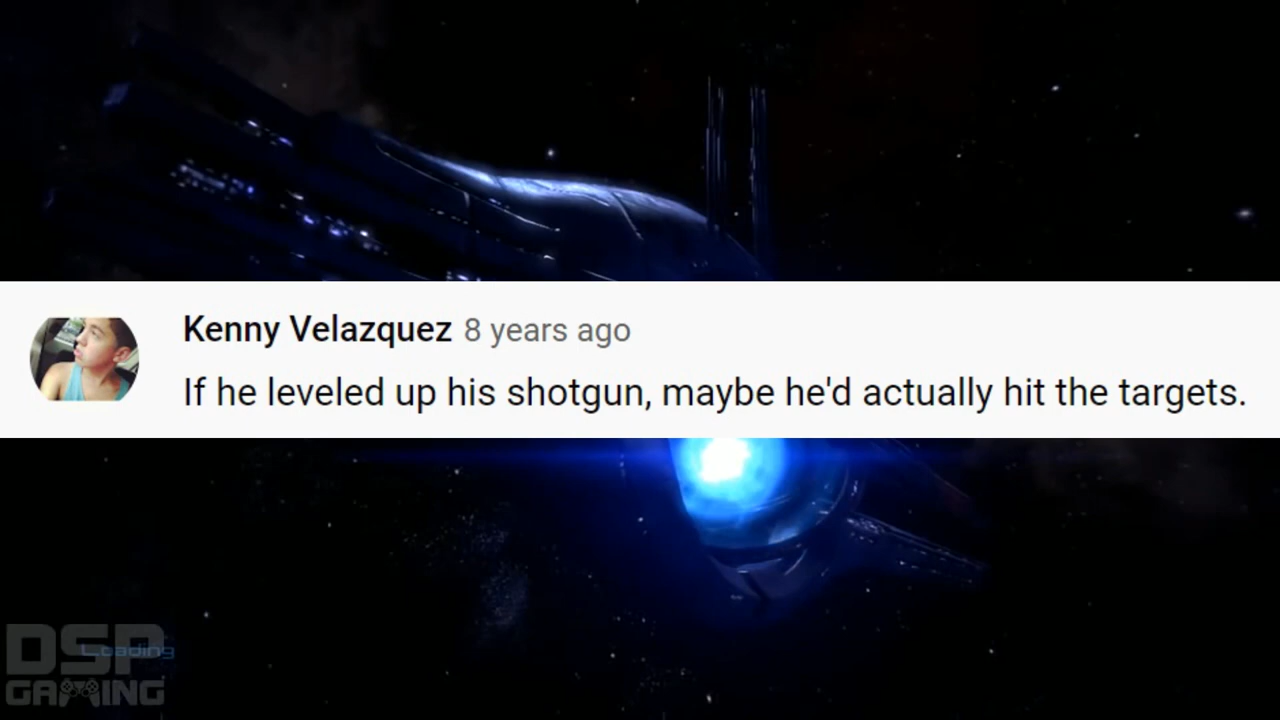 Kenny Velazquez 8 years ago
If he leveled up his shotgun, maybe he'd actually hit the targets.
Loading
DSP
GAMING